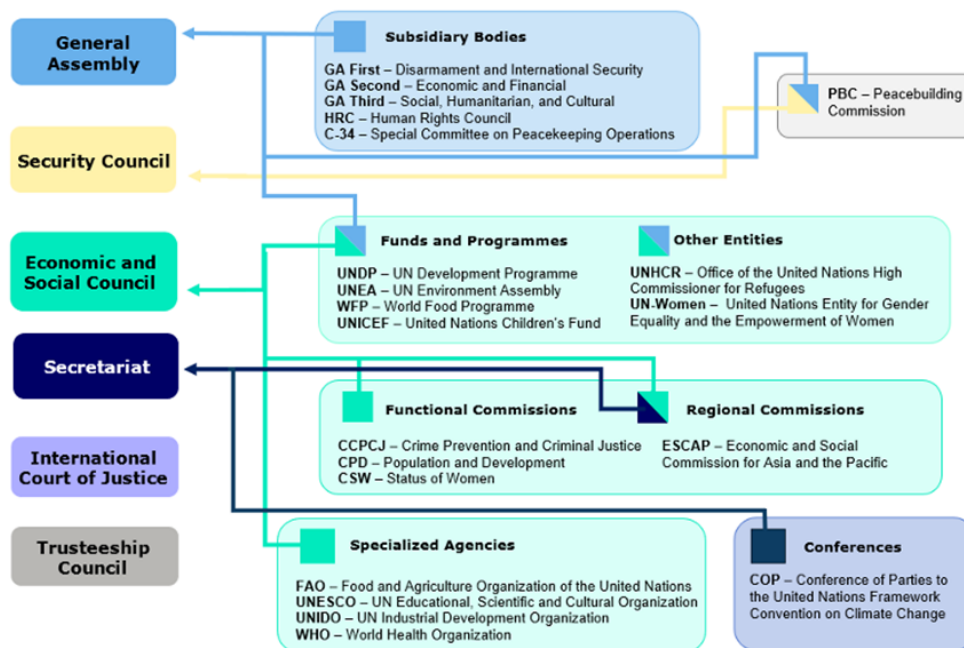 General
Assembly
Subsidiary Bodies
GA First – Disarmament and International Security
GA Second – Economic and Financial
GA Third – Social, Humanitarian, and Cultural
HRC – Human Rights Council
C-34 – Special Committee on Peacekeeping Operations
PBC – Peacebuilding
Commission
Security Council
Economic and
Social Council
Funds and Programmes
UNDP – UN Development Programme
UNEA – UN Environment Assembly
WFP – World Food Programme
UNICEF – United Nations Children's Fund
Other Entities
UNHCR – Office of the United Nations High
Commissioner for Refugees
UN-Women – United Nations Entity for Gender
Equality and the Empowerment of Women
Secretariat
Functional Commissions
CCPCJ – Crime Prevention and Criminal Justice
CPD – Population and Development
CSW – Status of Women
Regional Commissions
ESCAP – Economic and Social
Commission for Asia and the Pacific
International
Court of Justice
Trusteeship
Council
Specialized Agencies
FAO – Food and Agriculture Organization of the United Nations
UNESCO – UN Educational, Scientific and Cultural Organization
UNIDO – UN Industrial Development Organization
WHO – World Health Organization
Conferences
COP – Conference of Parties to
the United Nations Framework
Convention on Climate Change